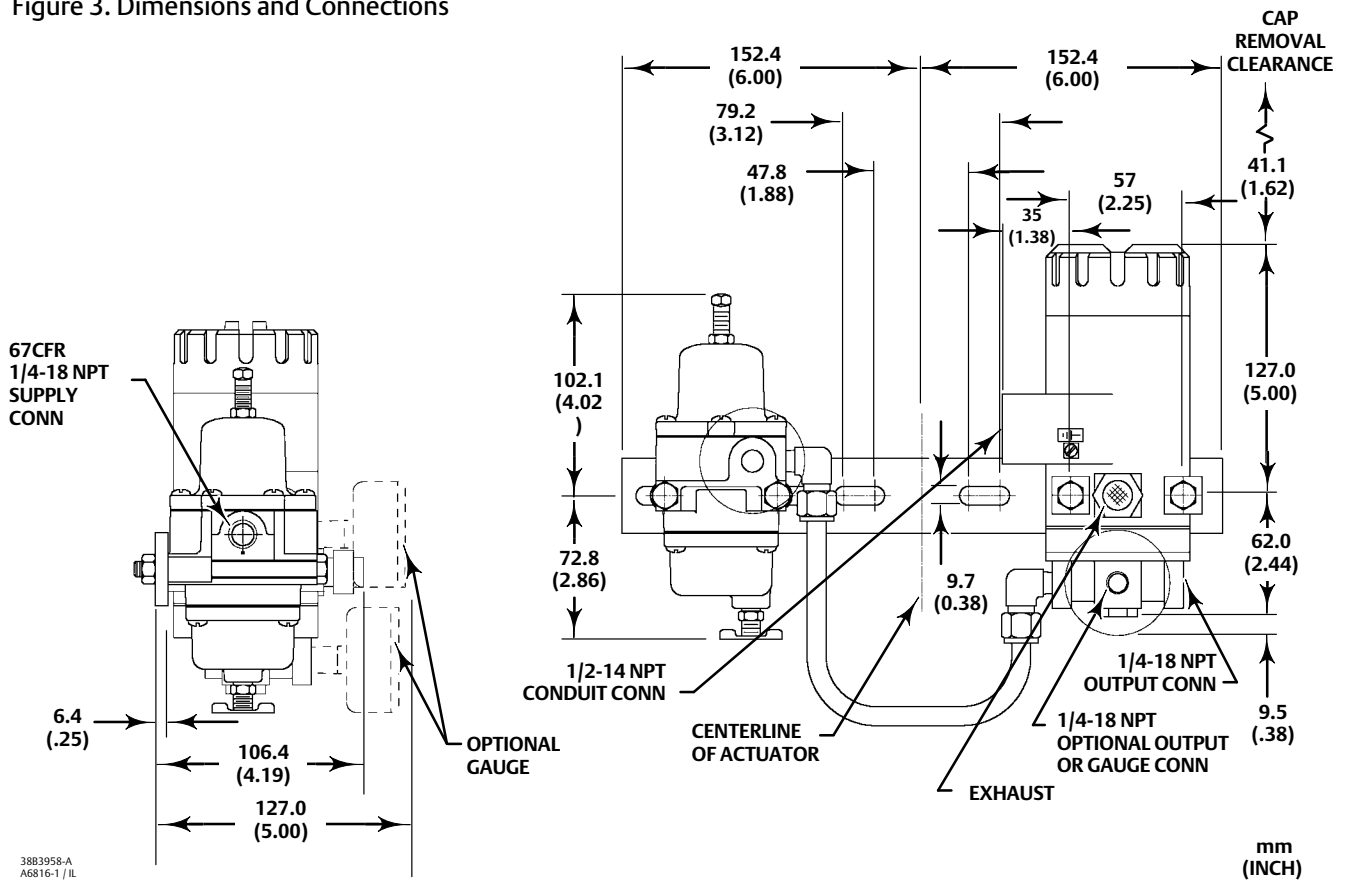 Figure 3. Dimensions and Connections
CAP
REMOVAL
CLEARANCE
152.4
(6.00)
152.4
(6.00)
79.2
(3.12)
47.8
(1.88)
57
(2.25)
41.1
(1.62)
35
(1.38)
67CFR
1/4-18 NPT
SUPPLY
CONN
102.1
(4.02
)
127.0
(5.00)
72.8
(2.86)
9.7
(0.38)
62.0
(2.44)
1/2-14 NPT
CONDUIT CONN
1/4-18 NPT
OUTPUT CONN
6.4
(.25)
OPTIONAL
GAUGE
CENTERLINE
OF ACTUATOR
1/4-18 NPT
OPTIONAL OUTPUT
OR GAUGE CONN
9.5
(.38)
106.4
(4.19)
EXHAUST
127.0
(5.00)
38B3958-A
A6816-1 / IL
mm
(INCH)